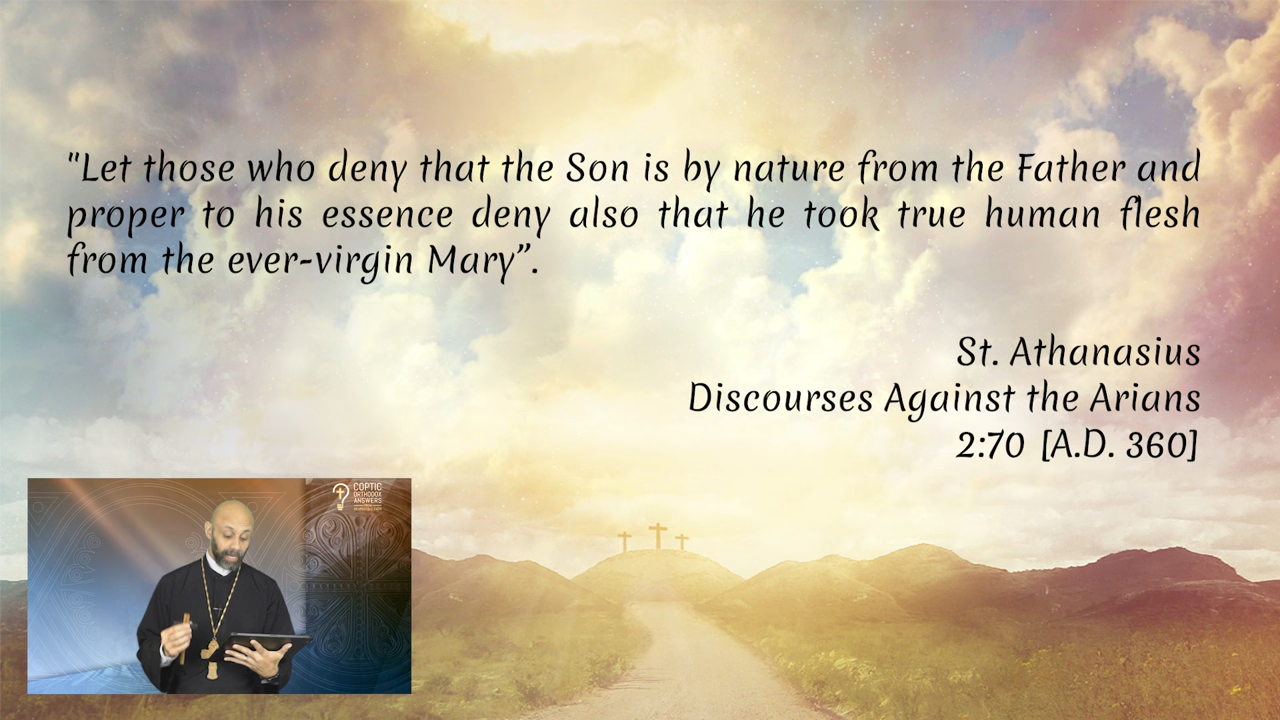 "Let those who deny that the Son is by nature from the Father and
proper to his essence deny also that he took true human flesh
from the ever-virgin Mary”.
St. Athanasius
Discourses Against the Arians
2:70 [A.D. 360]
COPTIC
ORTHODOX
ANSWERS